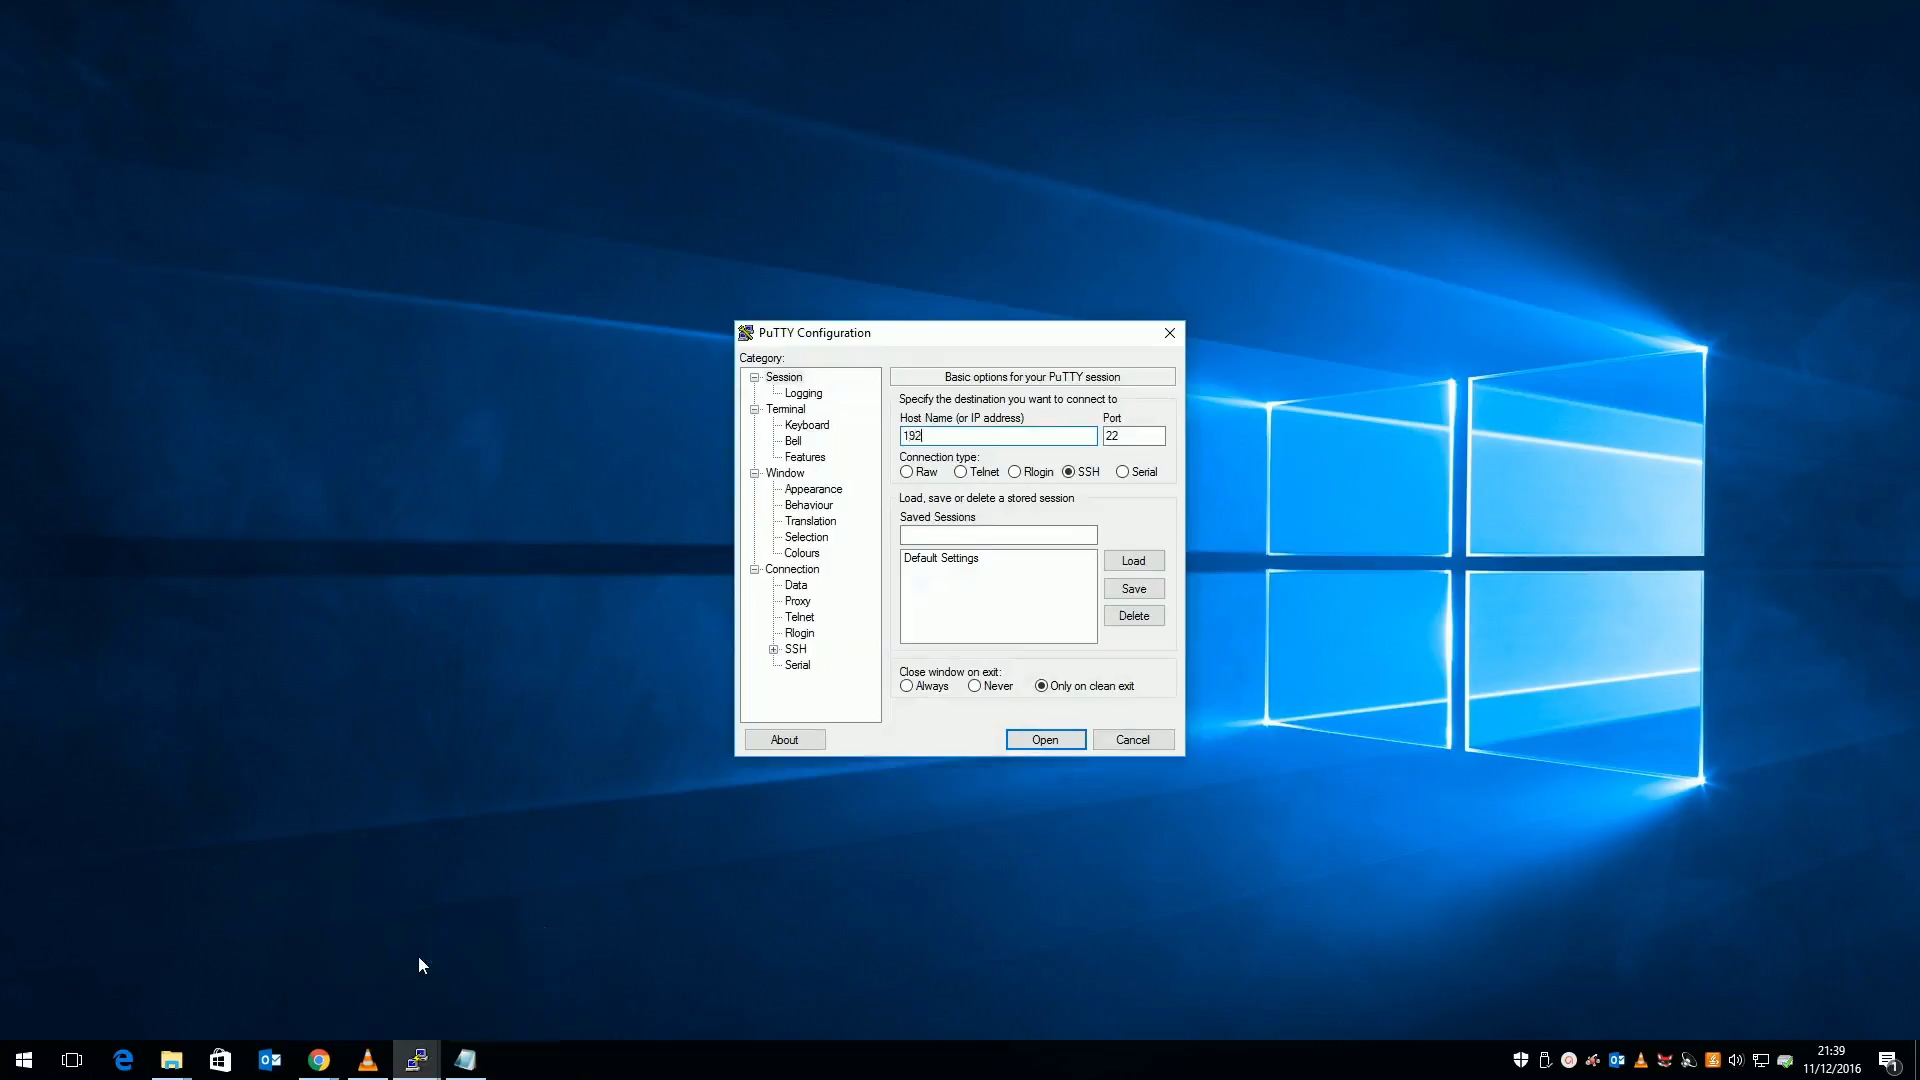 PuTTY Configuration
Category:
Session
Logging
Terminal
Keyboard
Bell
Features
Window
Appearance
Behaviour
Translation
Selection
Colours
Connection
Data
Proxy
Telnet
Rlogin
SSH
Serial
Basic options for your PuTTY session
Specify the destination you want to connect to
Host Name (or IP address) Port
192 22
Connection type:
Raw Telnet Rlogin SSH Serial
Load, save or delete a stored session
Saved Sessions
Default Settings
Load
Save
Delete
Close window on exit:
Always Never Only on clean exit
About Open Cancel
21:39
11/12/2016
1